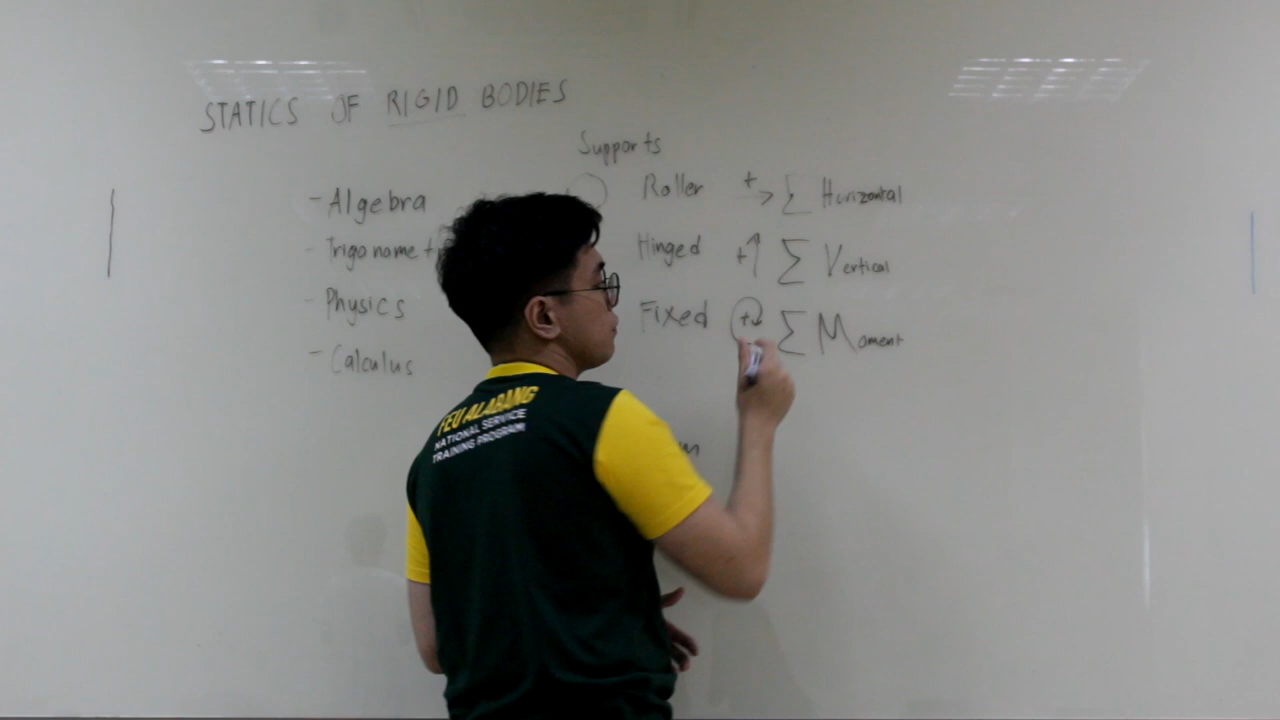 STATICS OF RIGID BODIES
Supports
- Algebra
- Trigonomet
- Physics
- Calculus
Roller + → Σ Horizontal
Hinged +↑ Σ Vertical
Fixed + Σ Moment
FEU ALABANG
NATIONAL SERVICE
TRAINING PROGRAM